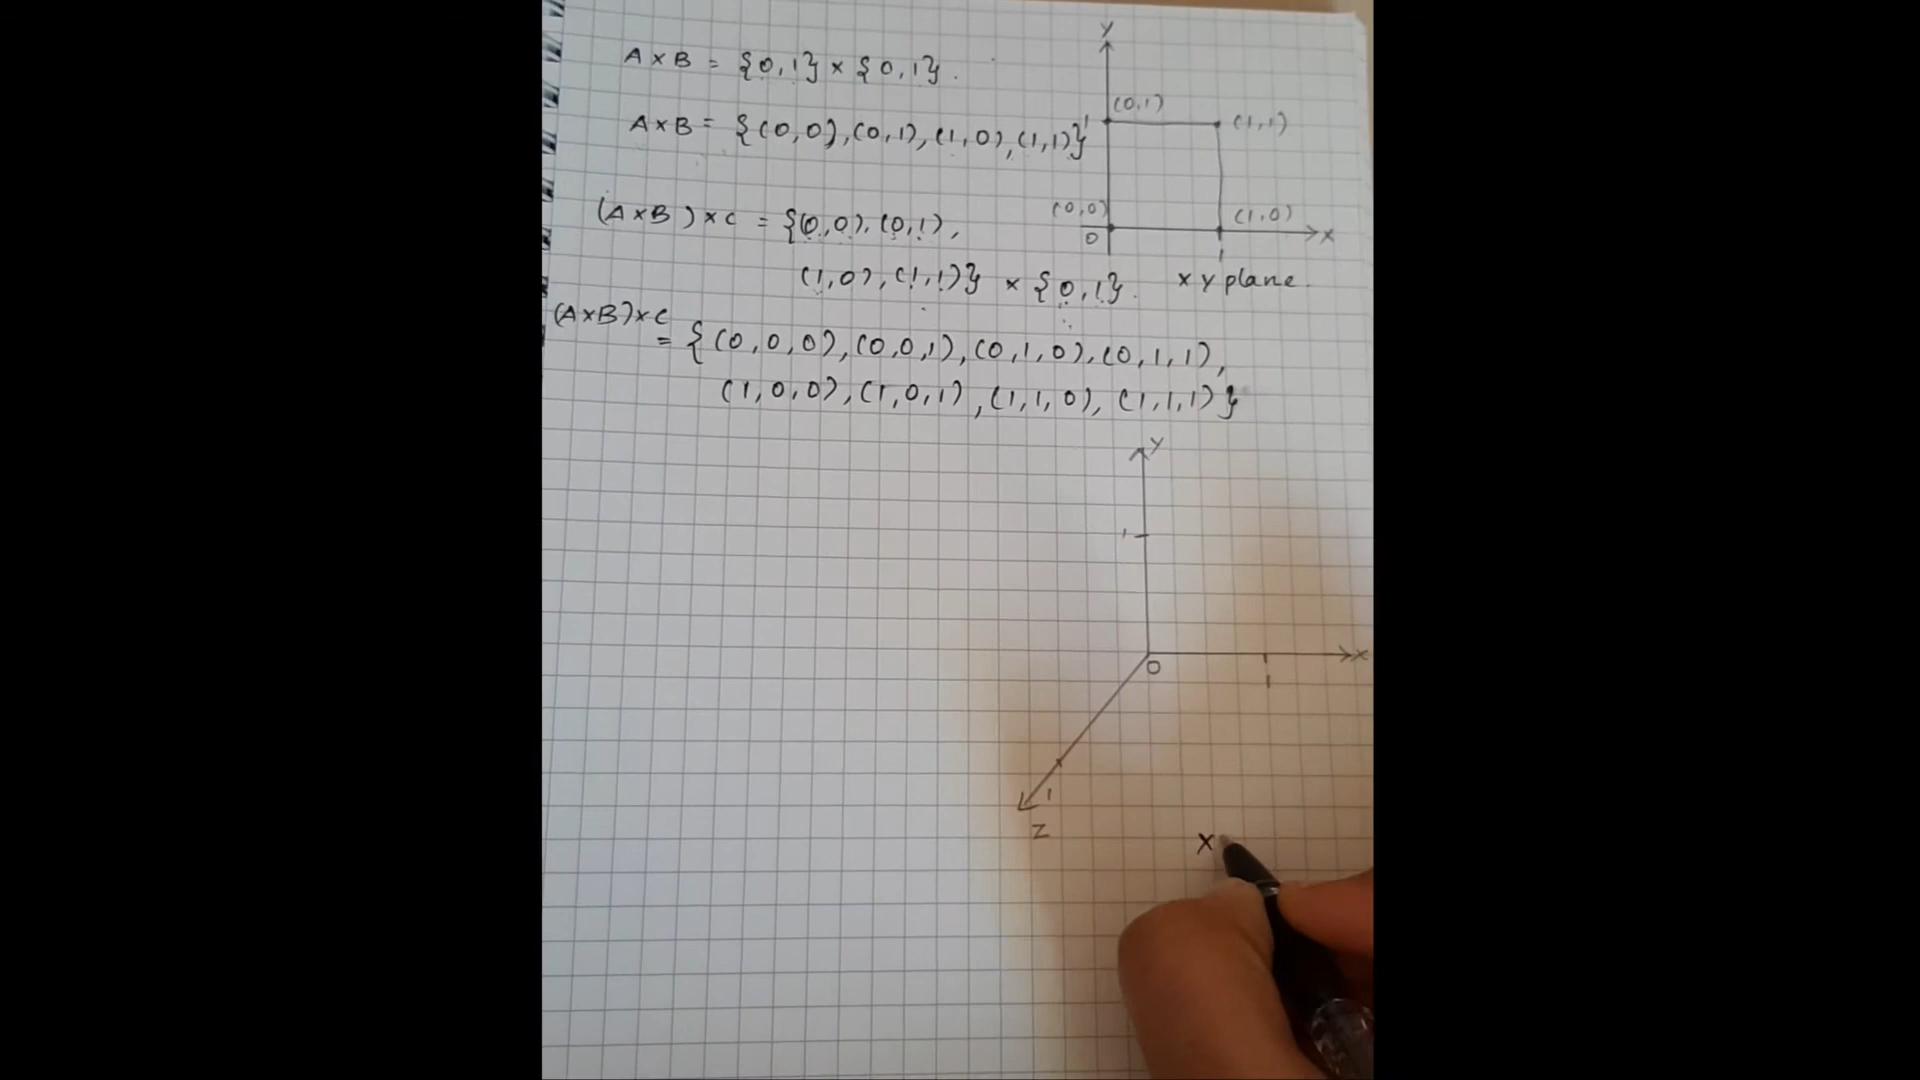 A×B = {0,1} × {0,1}.
A×B = {(0,0),(0,1),(1,0),(1,1)}
(A×B)×C = {(0,0),(0,1),
(1,0),(1,1)} × {0,1}.
(A×B)×C
= {(0,0,0),(0,0,1),(0,1,0),(0,1,1),
(1,0,0),(1,0,1),(1,1,0),(1,1,1)}
Y
(0,1)
1
(1,1)
(0,0)
(1,0)
0
X
1
xy plane.
Y
1
0
X
1
1
Z
X